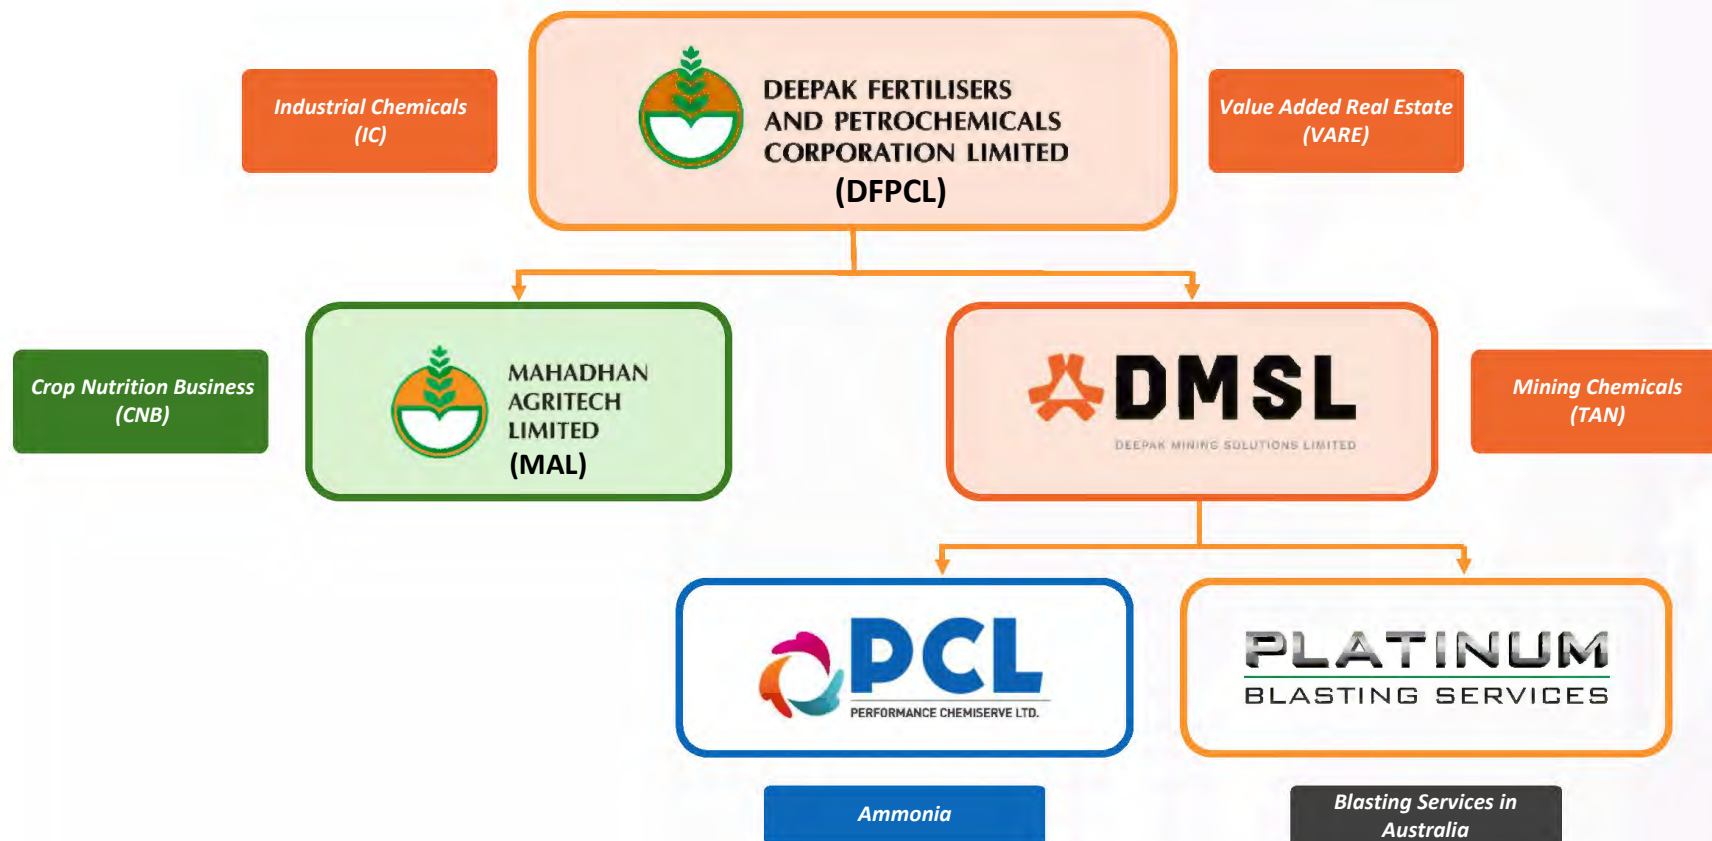 Industrial Chemicals
(IC)
DEEPAK FERTILISERS
AND PETROCHEMICALS
CORPORATION LIMITED
(DFPCL)
Value Added Real Estate
(VARE)
Crop Nutrition Business
(CNB)
MAHADHAN
AGRITECH
LIMITED
(MAL)
DMSL
DEEPAK MINING SOLUTIONS LIMITED
Mining Chemicals
(TAN)
PCL
PERFORMANCE CHEMISERVE LTD.
PLATINUM
BLASTING SERVICES
Ammonia
Blasting Services in
Australia